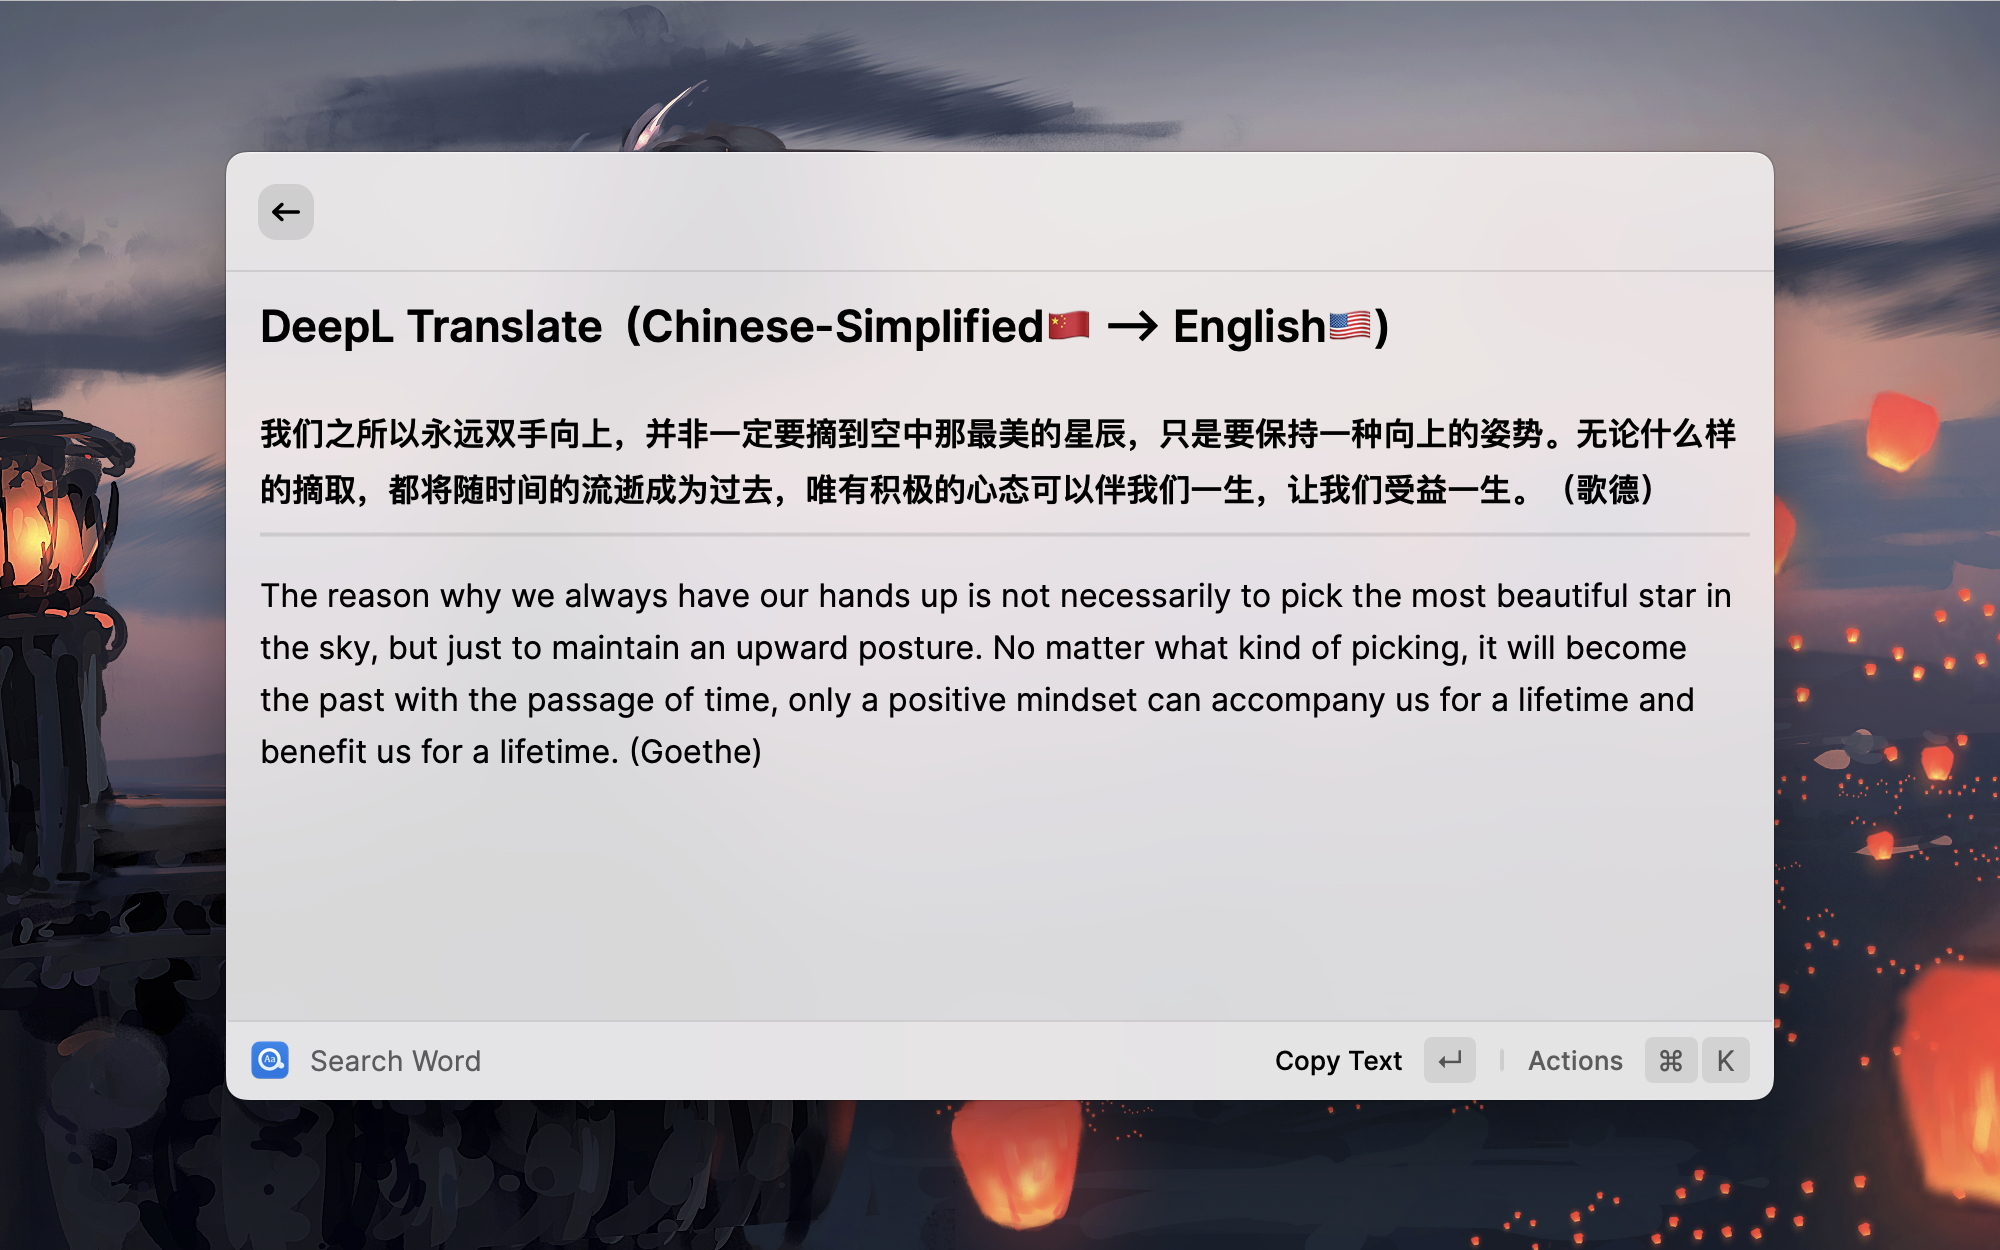 DeepL Translate (Chinese-Simplified🇨🇳 → English🇺🇸)
我们之所以永远双手向上，并非一定要摘到空中那最美的星辰，只是要保持一种向上的姿势。无论什么样
的摘取，都将随时间的流逝成为过去，唯有积极的心态可以伴我们一生，让我们受益一生。（歌德）
The reason why we always have our hands up is not necessarily to pick the most beautiful star in
the sky, but just to maintain an upward posture. No matter what kind of picking, it will become
the past with the passage of time, only a positive mindset can accompany us for a lifetime and
benefit us for a lifetime. (Goethe)
Aa Search Word Copy Text ↵ Actions ⌘ K